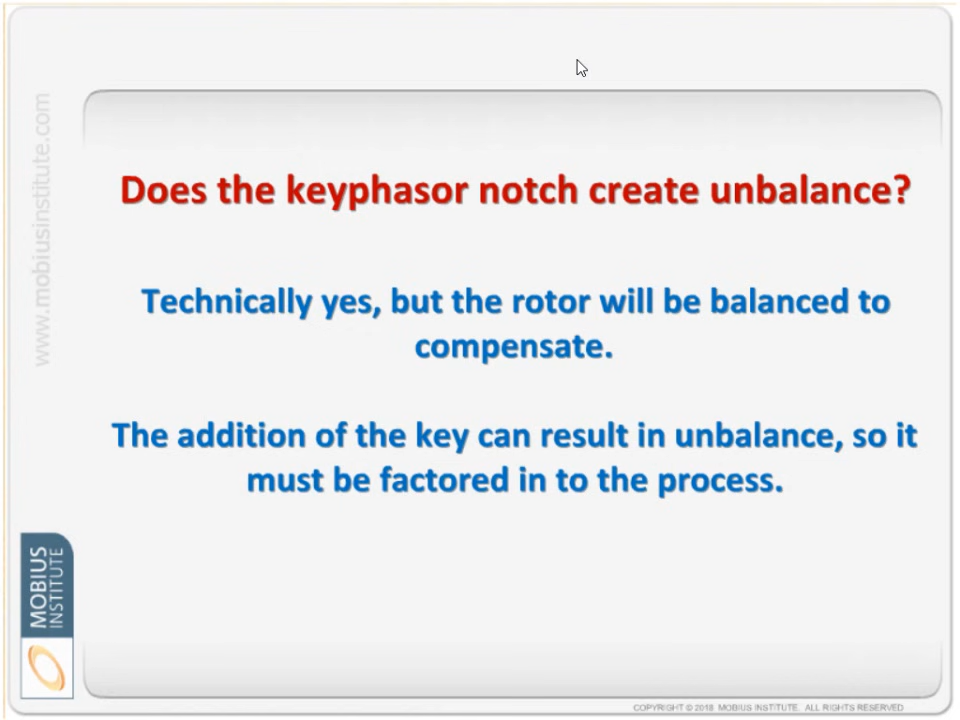 www.mobiusinstitute.com
Does the keyphasor notch create unbalance?
Technically yes, but the rotor will be balanced to
compensate.
The addition of the key can result in unbalance, so it
must be factored in to the process.
MOBIUS
INSTITUTE
COPYRIGHT © 2018 MOBIUS INSTITUTE. ALL RIGHTS RESERVED